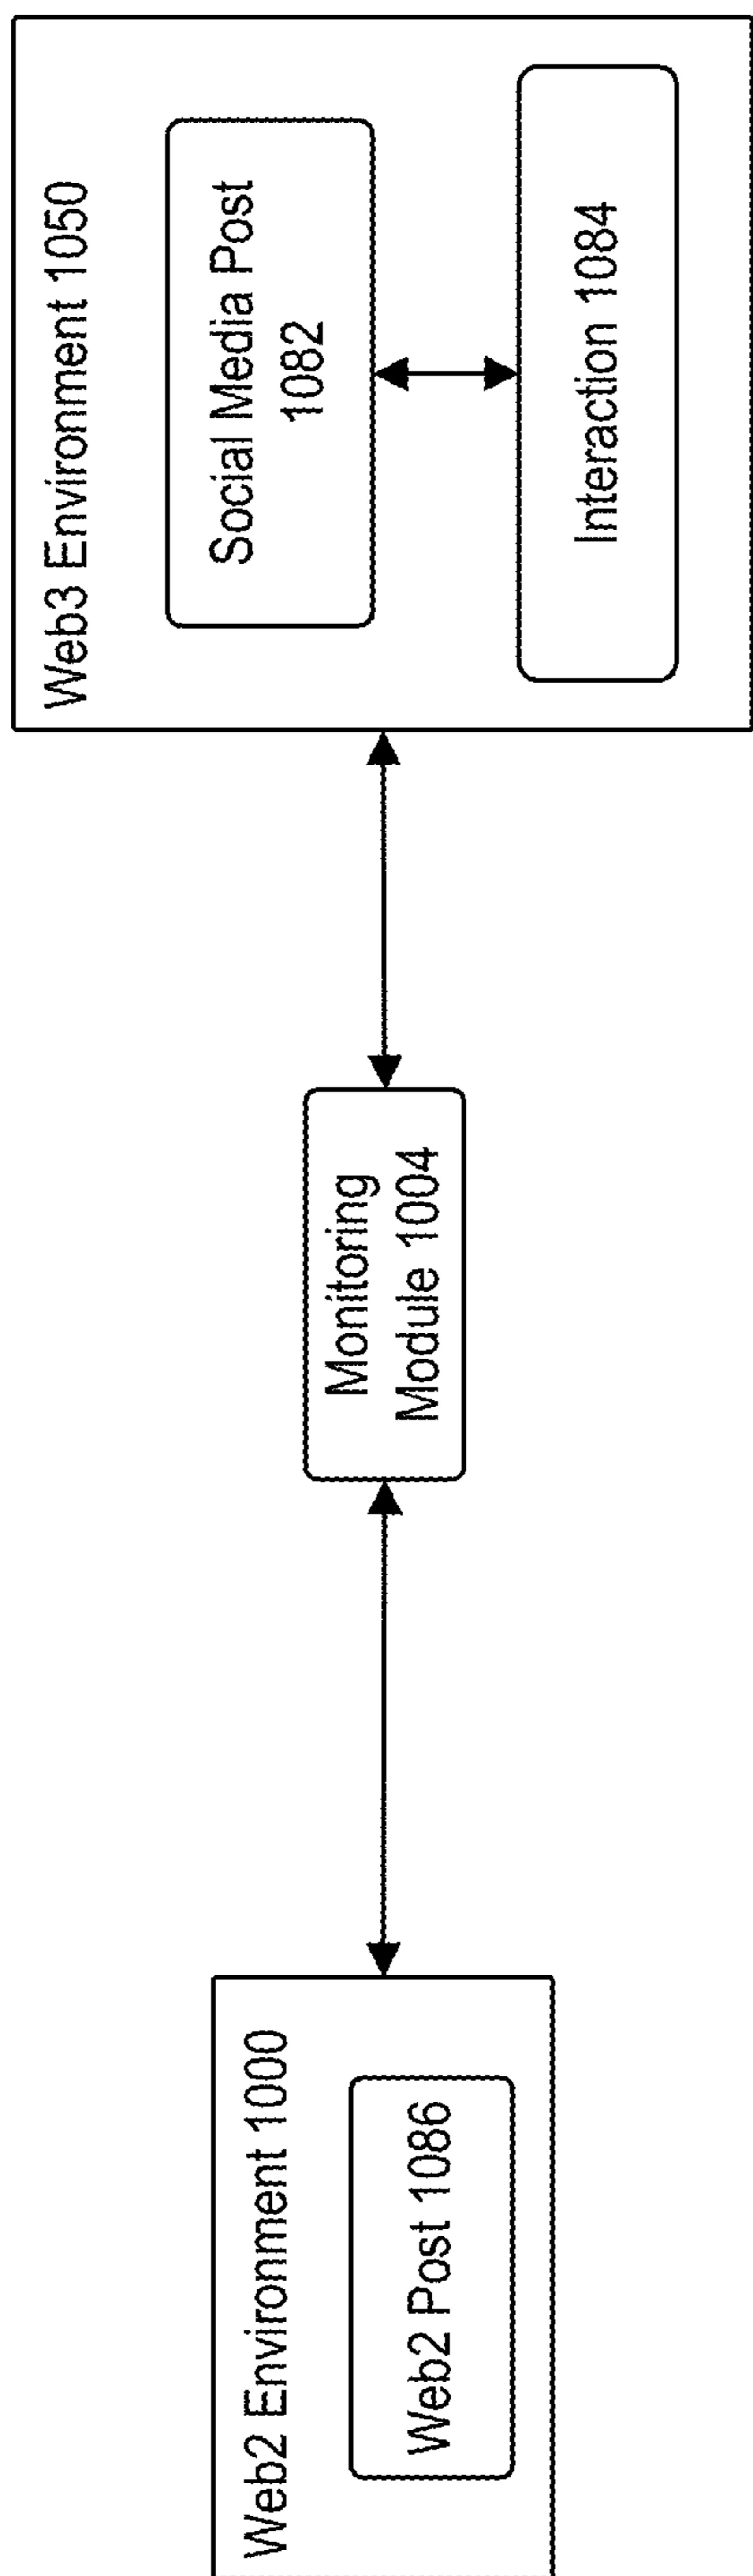 Web2 Environment 1000
Web2 Post 1086
Monitoring
Module 1004
Web3 Environment 1050
Social Media Post
1082
Interaction 1084